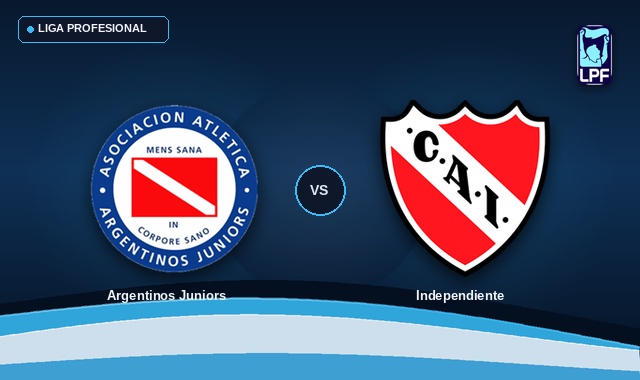 LIGA PROFESIONAL
LPF
ASOCIACION ATLETICA
MENS SANA
IN
CORPORE SANO
ARGENTINOS JUNIORS
VS
·C.A.I.·
Argentinos Juniors
Independiente